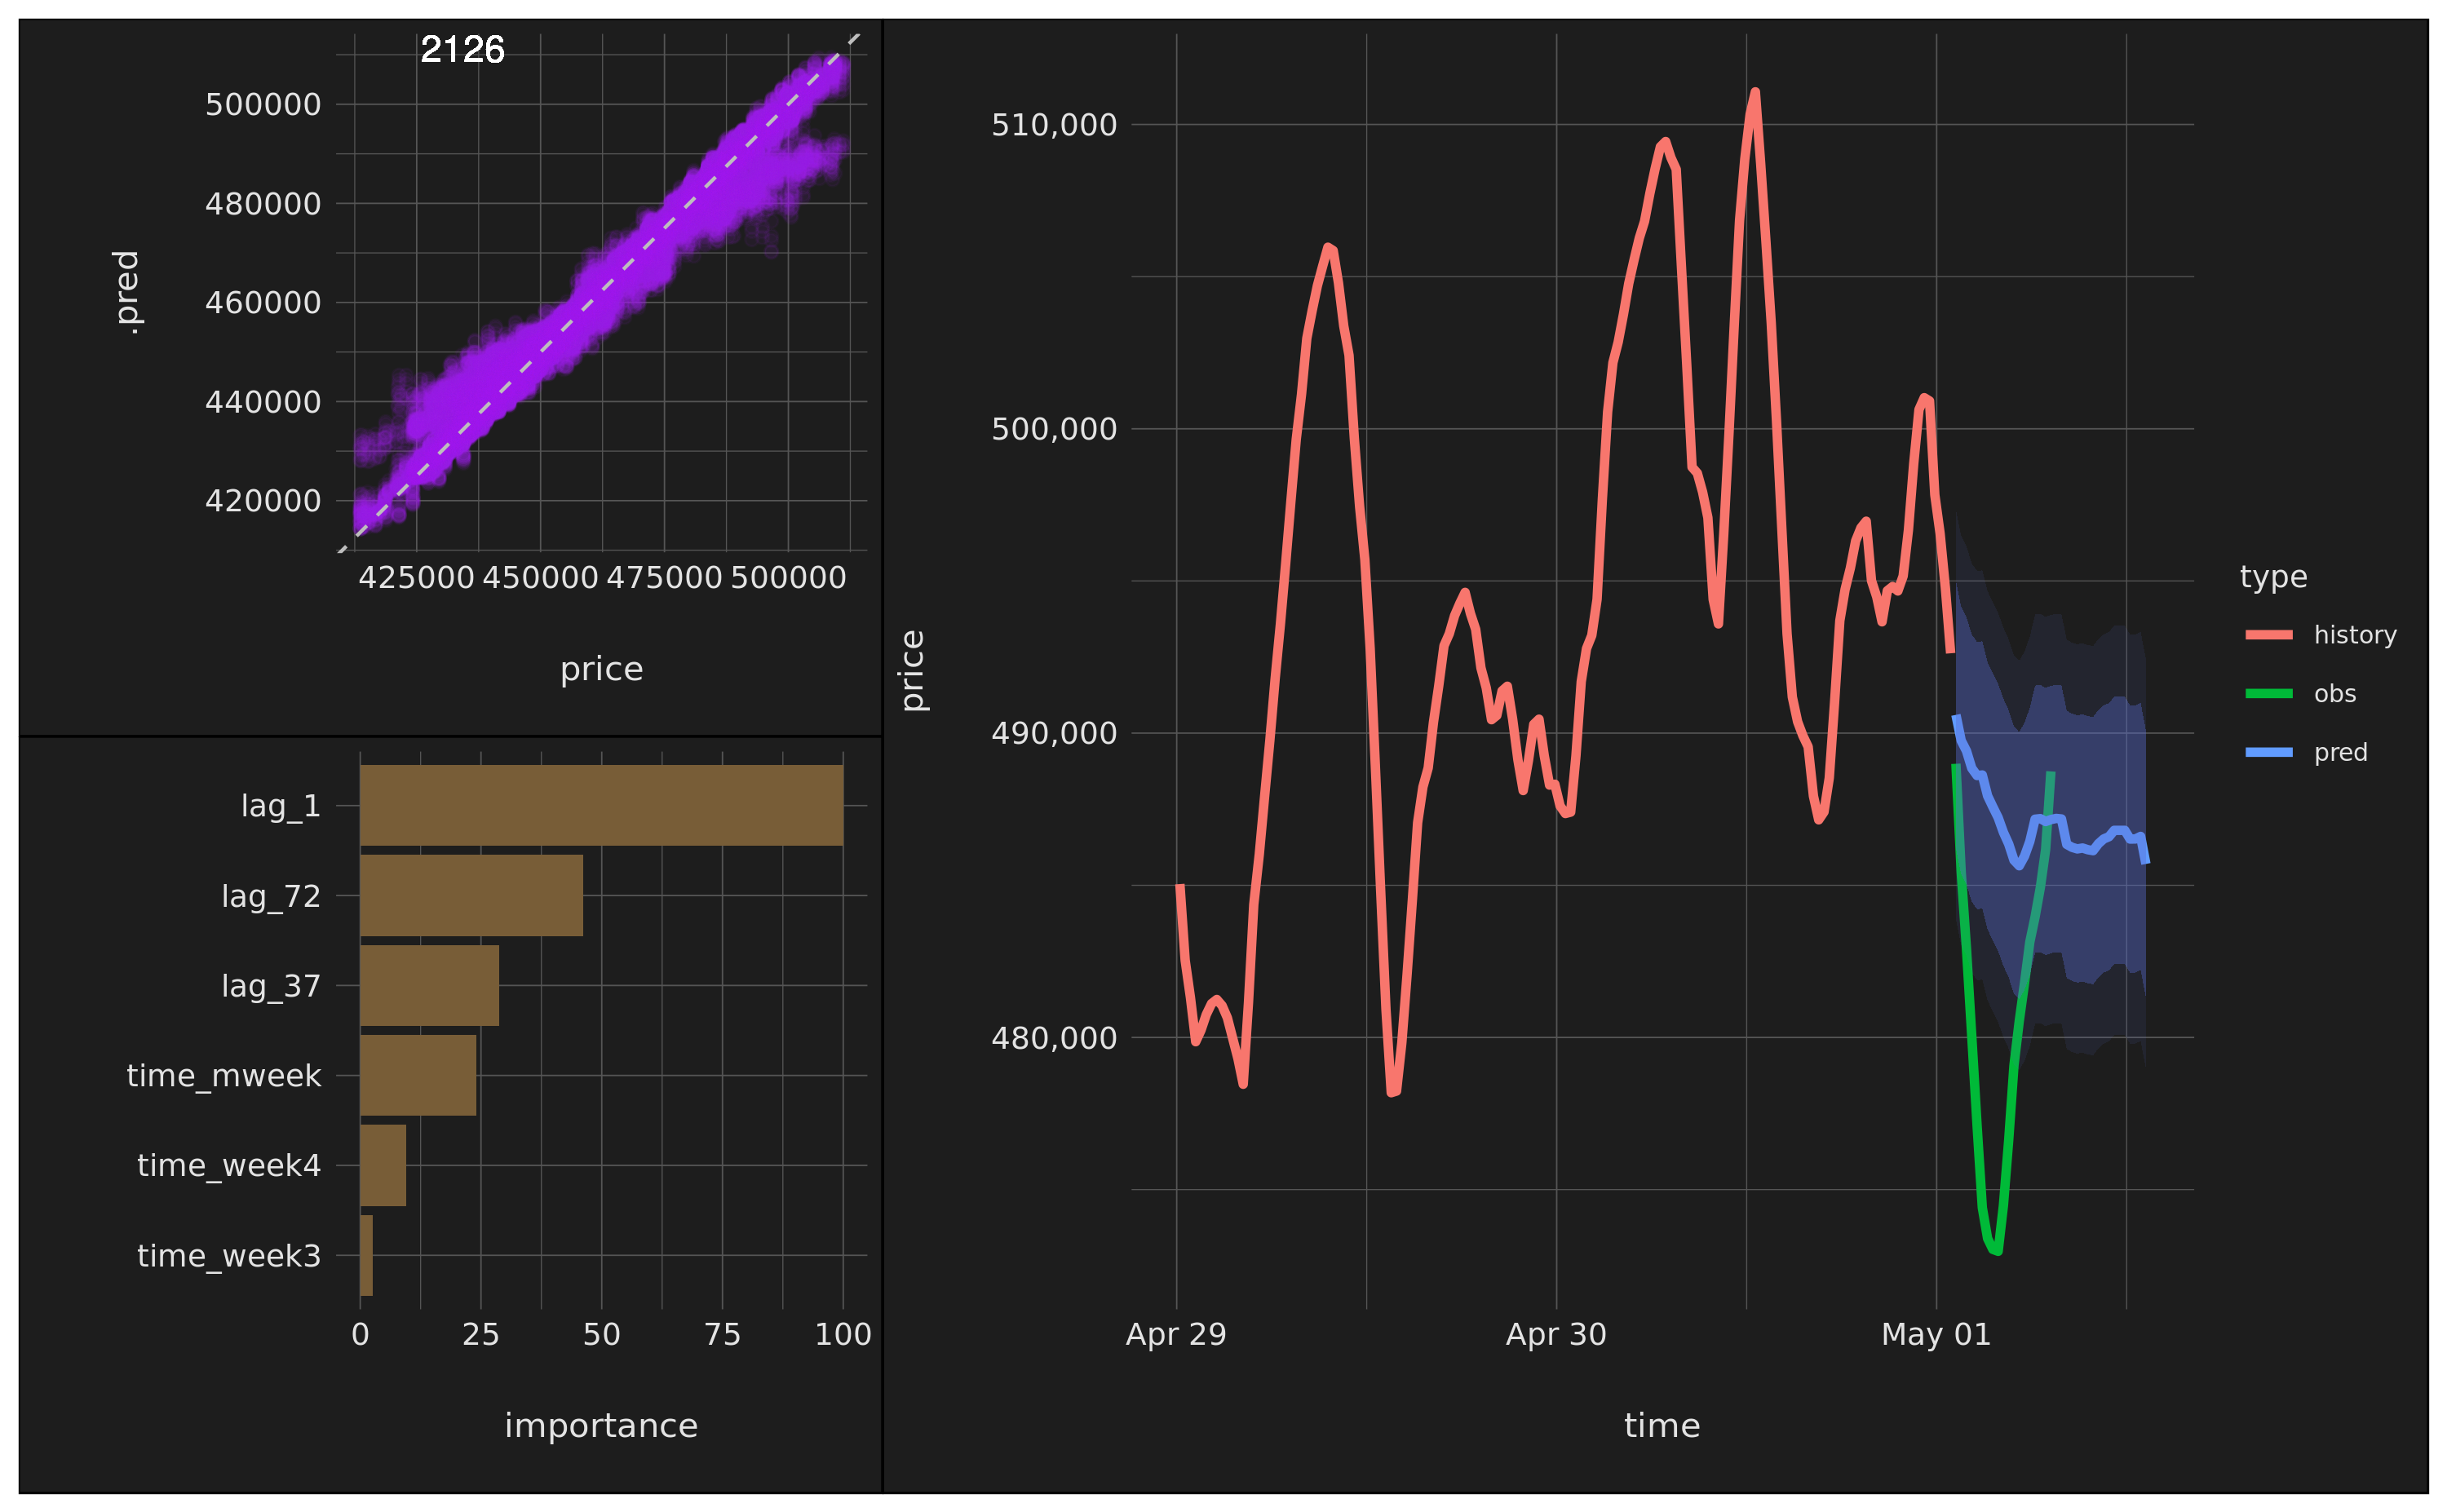 2126
.pred
500000
480000
460000
440000
420000
425000 450000 475000 500000
price
lag_1
lag_72
lag_37
time_mweek
time_week4
time_week3
0 25 50 75 100
importance
price
510,000
500,000
490,000
480,000
Apr 29 Apr 30 May 01
time
type
history
obs
pred